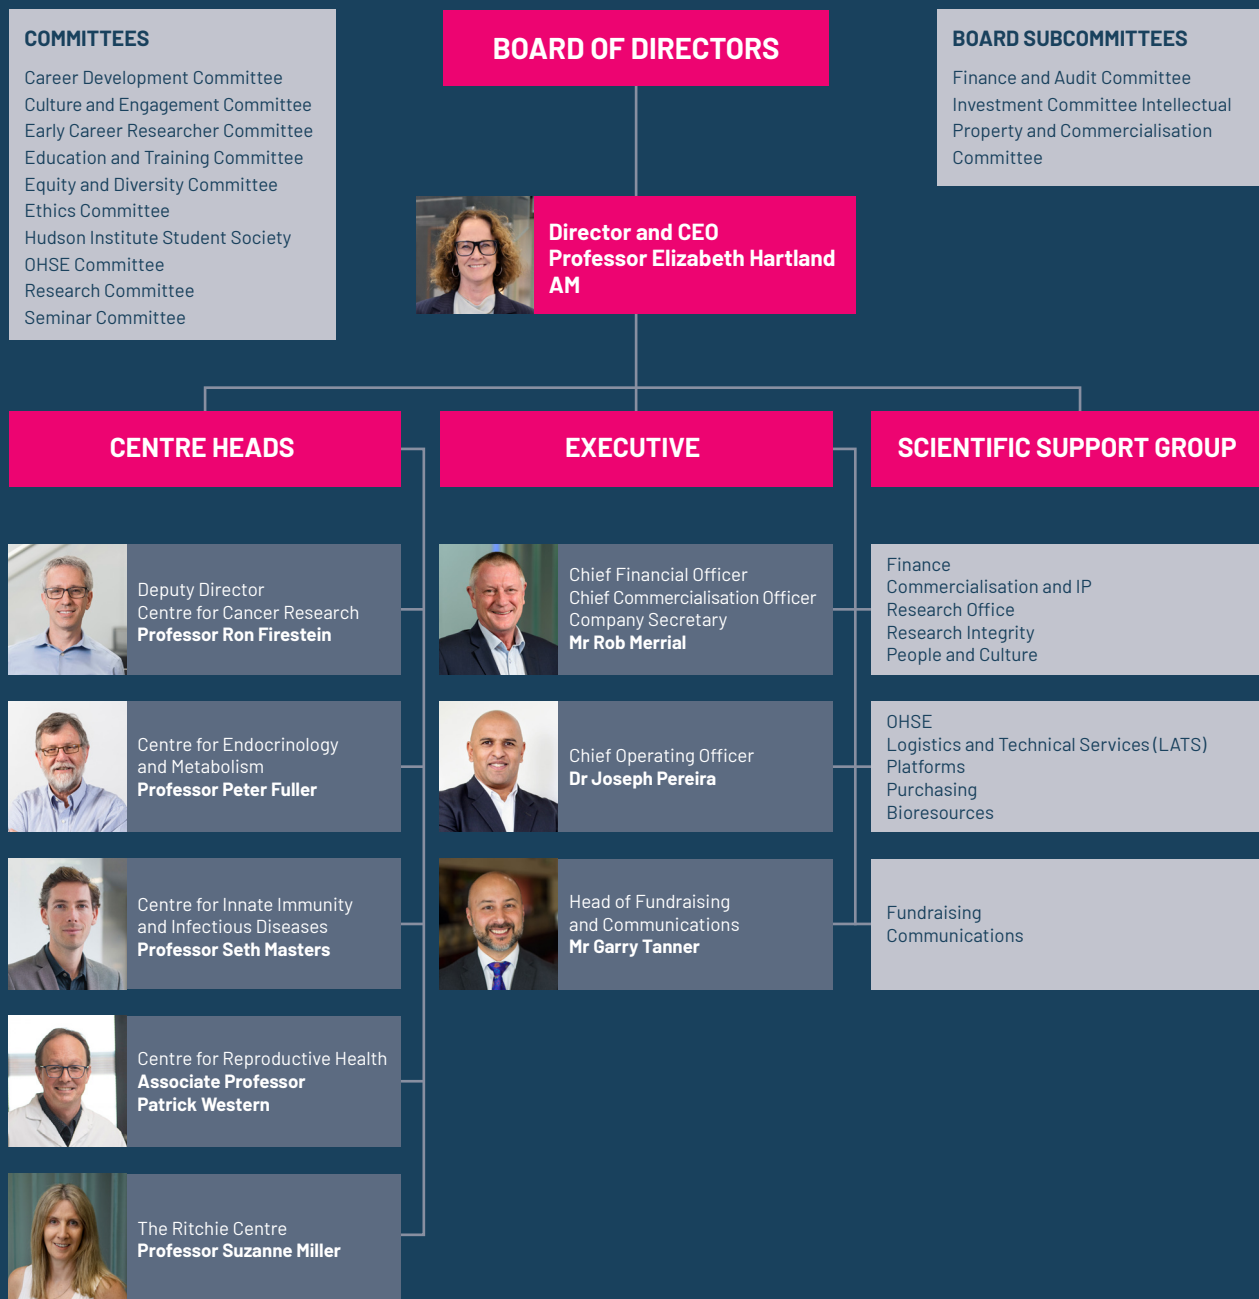 COMMITTEES
Career Development Committee
Culture and Engagement Committee
Early Career Researcher Committee
Education and Training Committee
Equity and Diversity Committee
Ethics Committee
Hudson Institute Student Society
OHSE Committee
Research Committee
Seminar Committee
BOARD OF DIRECTORS
BOARD SUBCOMMITTEES
Finance and Audit Committee
Investment Committee Intellectual
Property and Commercialisation
Committee
Director and CEO
Professor Elizabeth Hartland
AM
CENTRE HEADS
Deputy Director
Centre for Cancer Research
Professor Ron Firestein
Centre for Endocrinology
and Metabolism
Professor Peter Fuller
Centre for Innate Immunity
and Infectious Diseases
Professor Seth Masters
Centre for Reproductive Health
Associate Professor
Patrick Western
The Ritchie Centre
Professor Suzanne Miller
EXECUTIVE
Chief Financial Officer
Chief Commercialisation Officer
Company Secretary
Mr Rob Merrial
Chief Operating Officer
Dr Joseph Pereira
Head of Fundraising
and Communications
Mr Garry Tanner
SCIENTIFIC SUPPORT GROUP
Finance
Commercialisation and IP
Research Office
Research Integrity
People and Culture
OHSE
Logistics and Technical Services (LATS)
Platforms
Purchasing
Bioresources
Fundraising
Communications